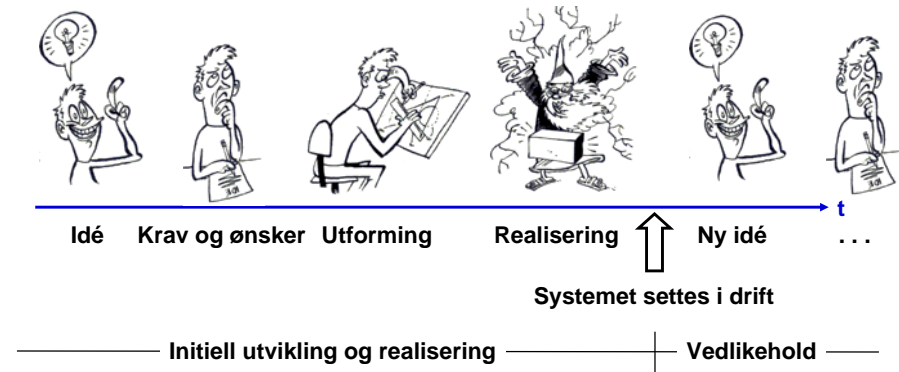 t
Idé Krav og ønsker Utforming Realisering Ny idé . . .
Systemet settes i drift
Initiell utvikling og realisering Vedlikehold